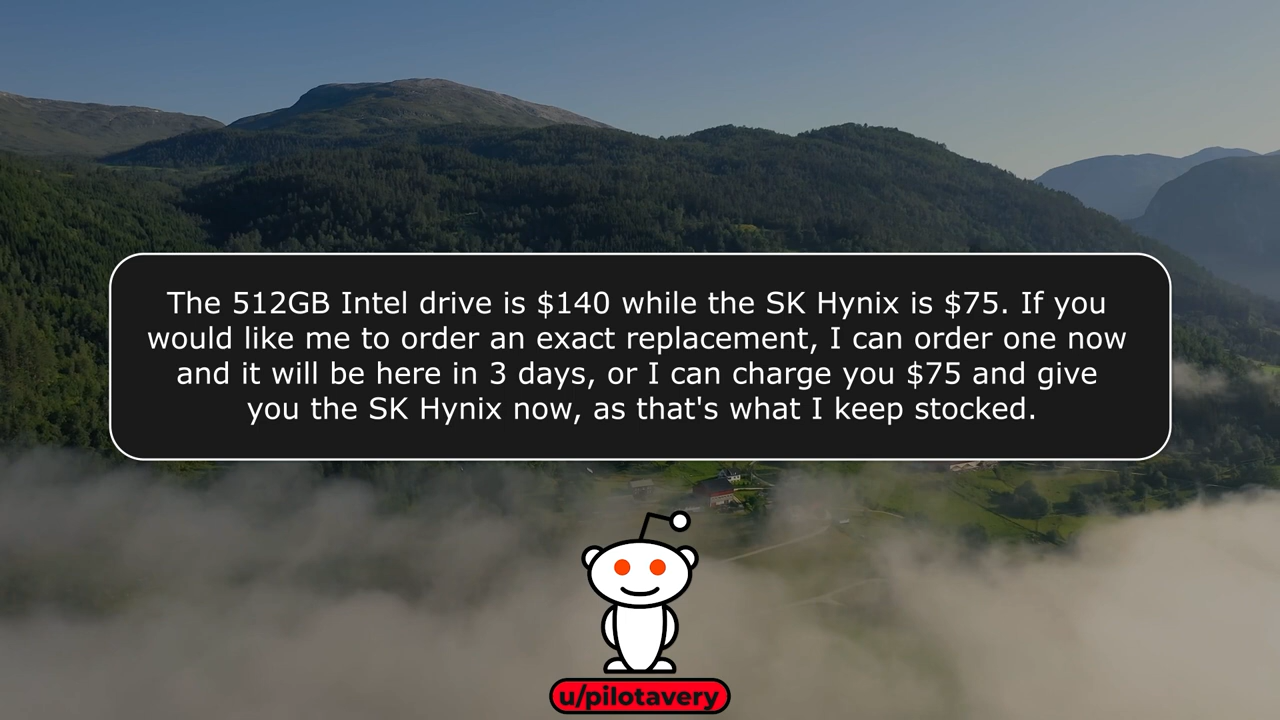 The 512GB Intel drive is $140 while the SK Hynix is $75. If you
would like me to order an exact replacement, I can order one now
and it will be here in 3 days, or I can charge you $75 and give
you the SK Hynix now, as that's what I keep stocked.
u/pilotavery